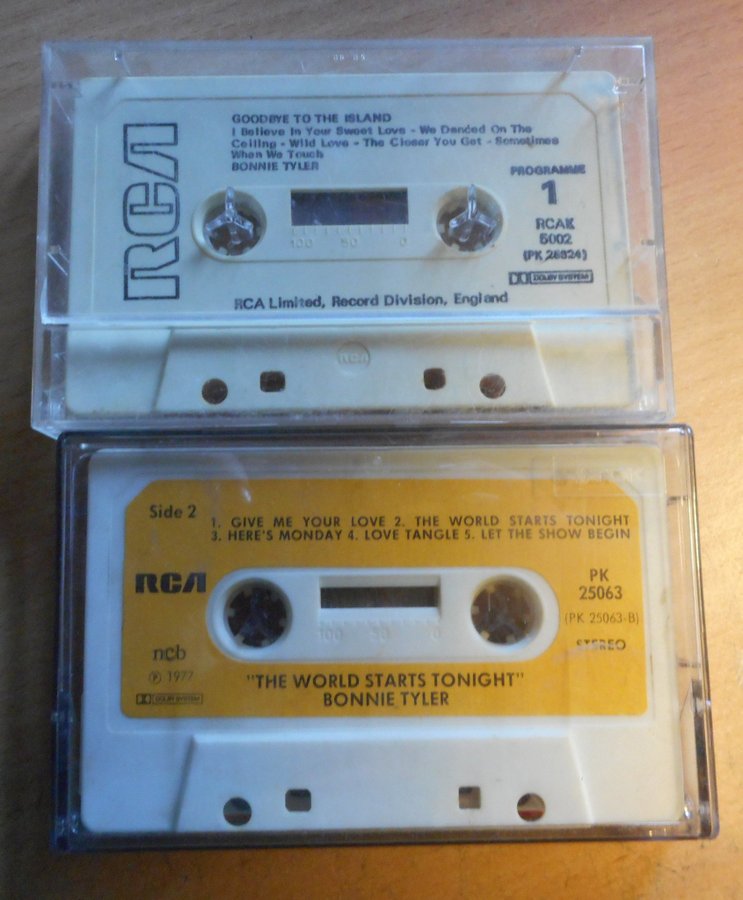 GOODBYE TO THE ISLAND
I Believe In Your Sweet Love - We Danced On The
Ceiling - Wild Love - The Closer You Get - Sometimes
When We Touch
BONNIE TYLER
RCA
PROGRAMME
1
RCAK
5002
(PK 25324)
DOLBY SYSTEM
100 50 0
RCA Limited, Record Division, England
RCA
Side 2
1. GIVE ME YOUR LOVE 2. THE WORLD STARTS TONIGHT
3. HERE'S MONDAY 4. LOVE TANGLE 5. LET THE SHOW BEGIN
RCA
PK
25063
(PK 25063-B)
STEREO
100 50 0
ncb
℗ 1977
DOLBY SYSTEM
"THE WORLD STARTS TONIGHT"
BONNIE TYLER